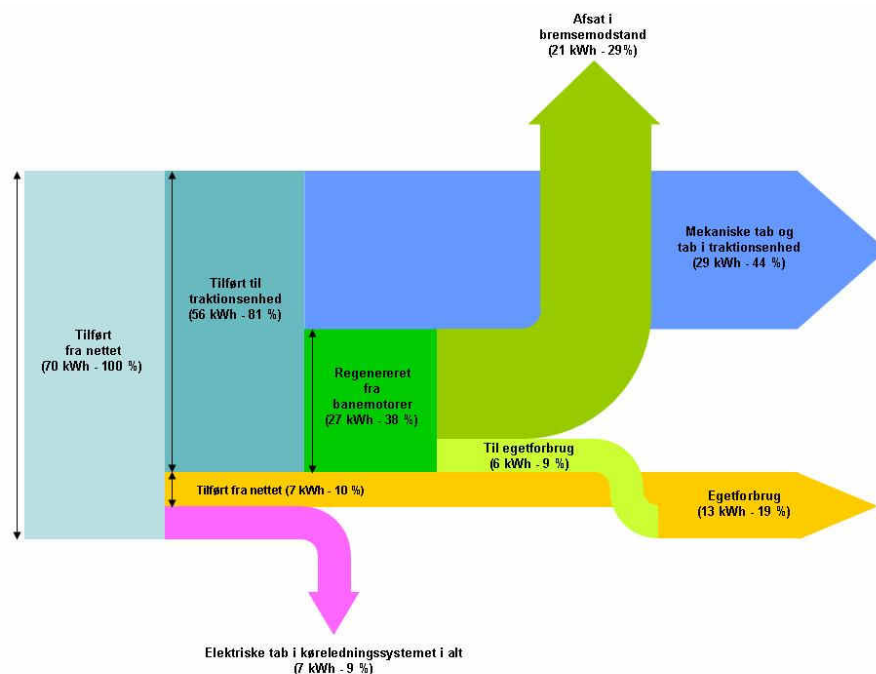 Afsat i
bremsemodstand
(21 kWh - 29%)
Mekaniske tab og
tab i traktionsenhed
(29 kWh - 44 %)
Tilført til
traktionsenhed
(56 kWh - 81 %)
Tilført
fra nettet
(70 kWh - 100 %)
Regenereret
fra
banemotorer
(27 kWh - 38 %)
Til egetforbrug
(6 kWh - 9 %)
Tilført fra nettet (7 kWh - 10 %)
Egetforbrug
(13 kWh - 19 %)
Elektriske tab i køreledningssystemet i alt
(7 kWh - 9 %)